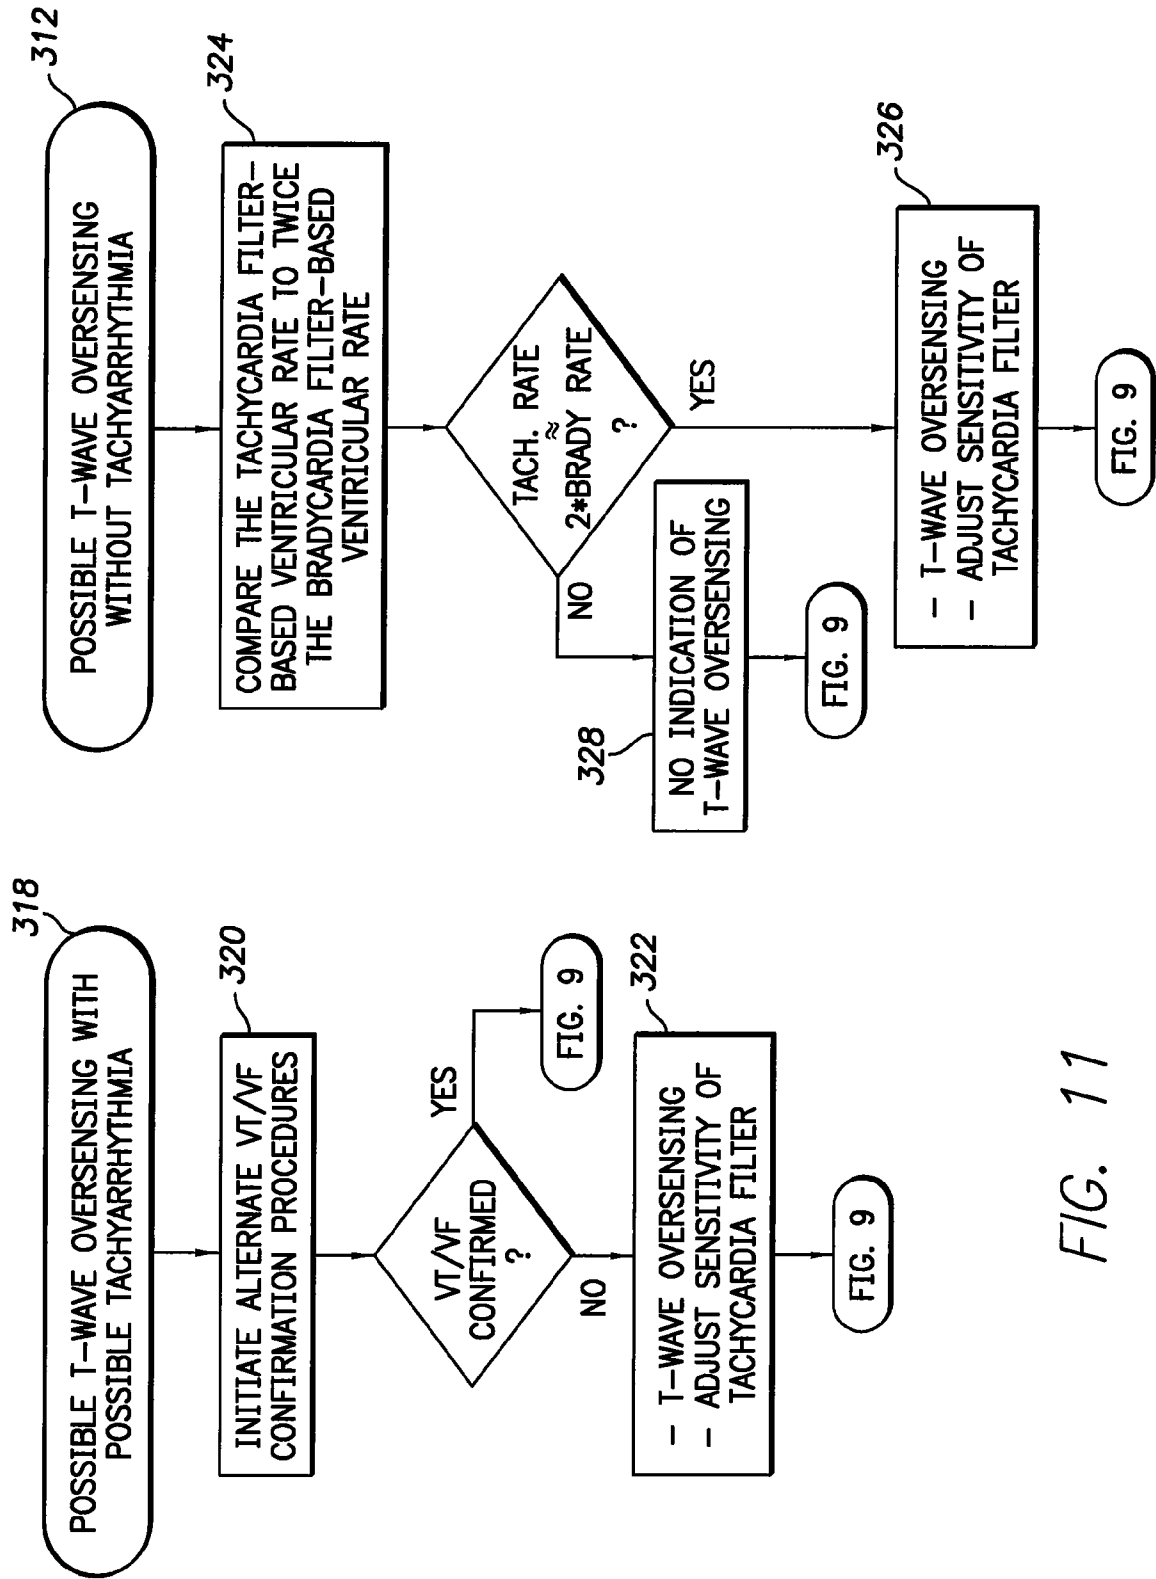 318
POSSIBLE T-WAVE OVERSENSING WITH
POSSIBLE TACHYARRHYTHMIA
320
INITIATE ALTERNATE VT/VF
CONFIRMATION PROCEDURES
VT/VF
CONFIRMED
?
YES
FIG. 9
NO
322
- T-WAVE OVERSENSING
- ADJUST SENSITIVITY OF
TACHYCARDIA FILTER
FIG. 9
312
POSSIBLE T-WAVE OVERSENSING
WITHOUT TACHYARRHYTHMIA
324
COMPARE THE TACHYCARDIA FILTER-
BASED VENTRICULAR RATE TO TWICE
THE BRADYCARDIA FILTER-BASED
VENTRICULAR RATE
TACH. RATE
≈
2*BRADY RATE
?
NO
328
NO INDICATION OF
T-WAVE OVERSENSING
FIG. 9
YES
326
- T-WAVE OVERSENSING
- ADJUST SENSITIVITY OF
TACHYCARDIA FILTER
FIG. 9
FIG. 11